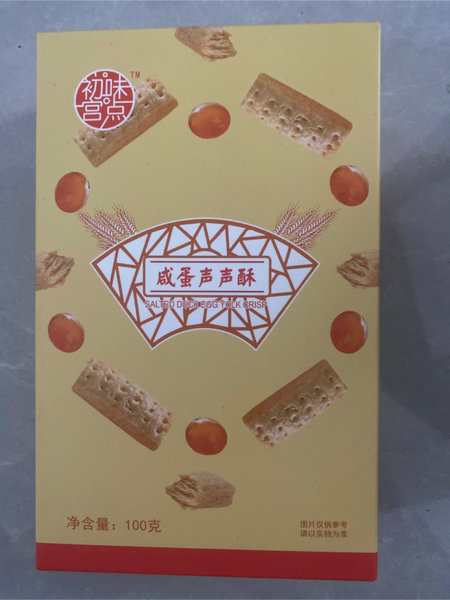 初味
宫点
TM
咸蛋声声酥
SALTED DUCK EGG YOLK CRISP
净含量：100克
图片仅供参考
请以实物为准